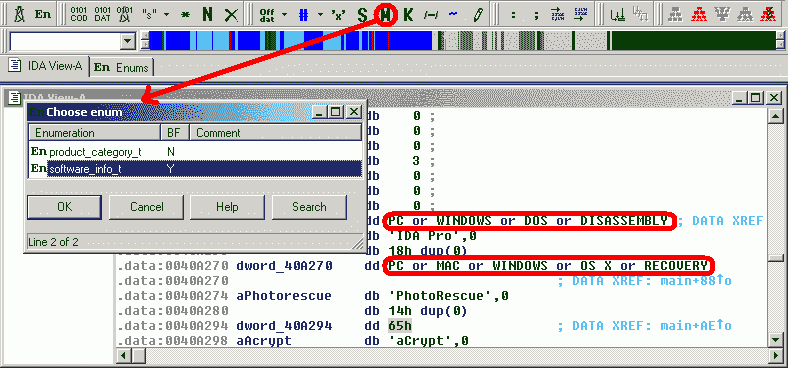 0101 0101
COD DAT "s" * N X Off dat # 'x' S M K /~/ ~ : ; : ;
IDA View-A En Enums
IDA View-A
En Choose enum
Enumeration BF Comment
En product_category_t N
En software_info_t Y
OK Cancel Help Search
Line 2 of 2
db 0 ;
db 0 ;
db 0 ;
db 3 ;
db 0 ;
db 0 ;
db 0 ;
dd PC or WINDOWS or DOS or DISASSEMBLY ; DATA XREF
db 'IDA Pro',0
db 18h dup(0)
.data:0040A270 dword_40A270 dd PC or MAC or WINDOWS or OS X or RECOVERY
.data:0040A270 ; DATA XREF: main+88↑o
.data:0040A274 aPhotorescue db 'PhotoRescue',0
.data:0040A280 db 14h dup(0)
.data:0040A294 dword_40A294 dd 65h ; DATA XREF: main+AE↑o
.data:0040A298 aAcrypt db 'aCrypt',0